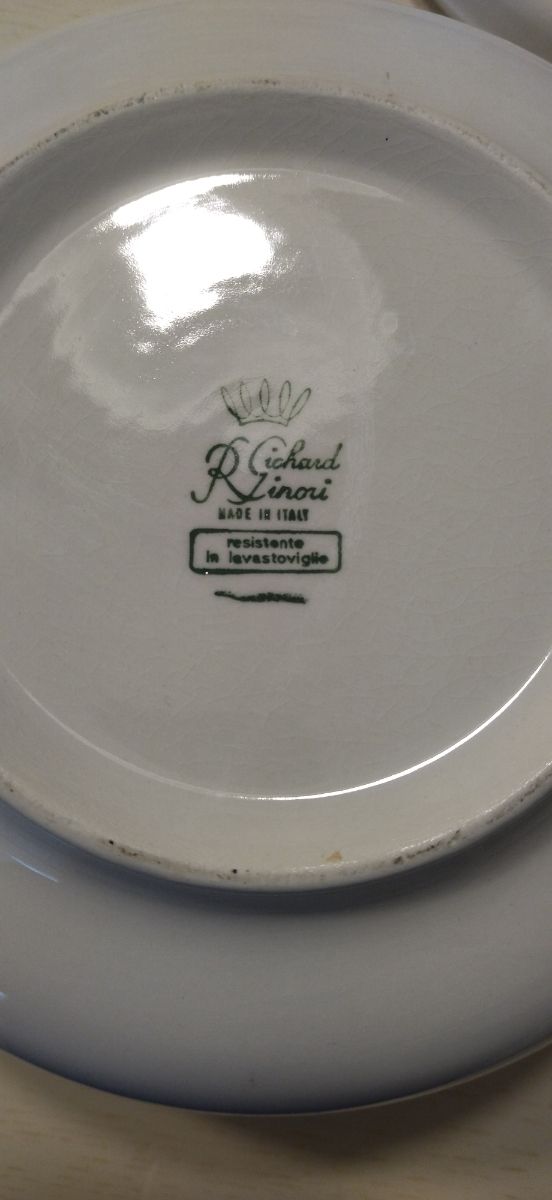 Richard
Ginori
MADE IN ITALY
resistente
in lavastoviglie